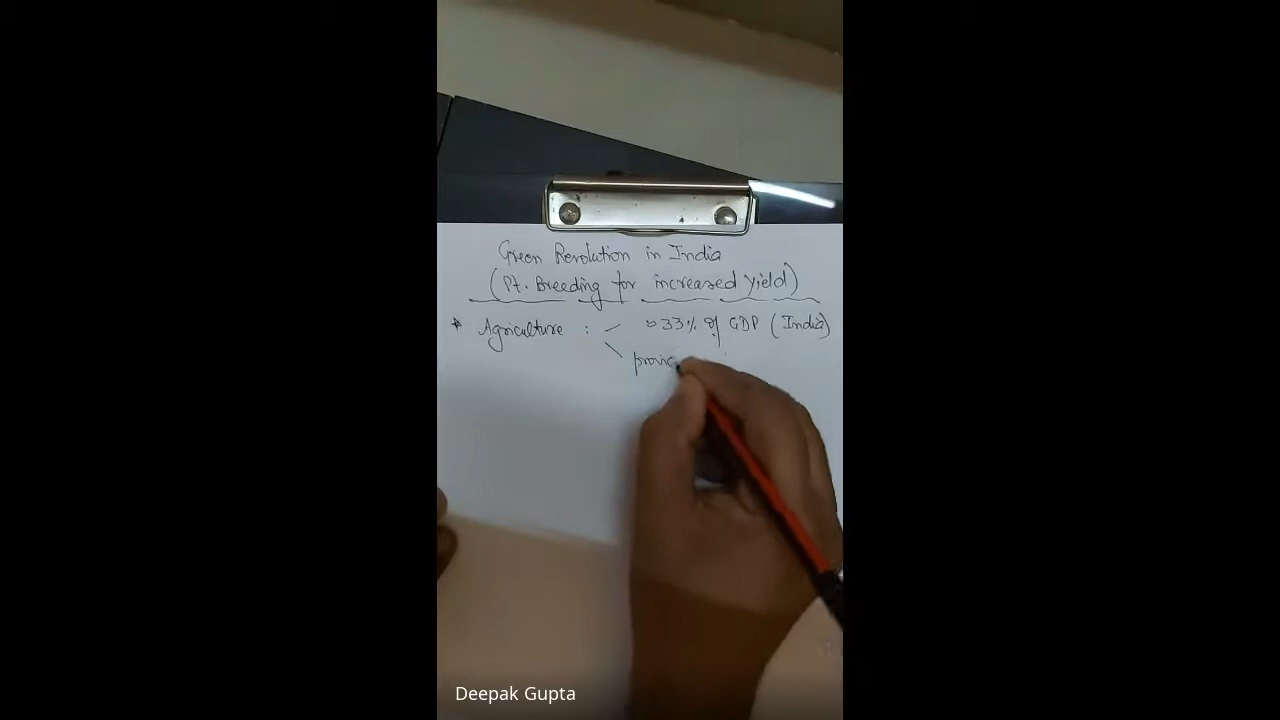 Green Revolution in India
(Pt. Breeding for increased yield)
* Agriculture : - ≈33% of GDP (India)
Deepak Gupta